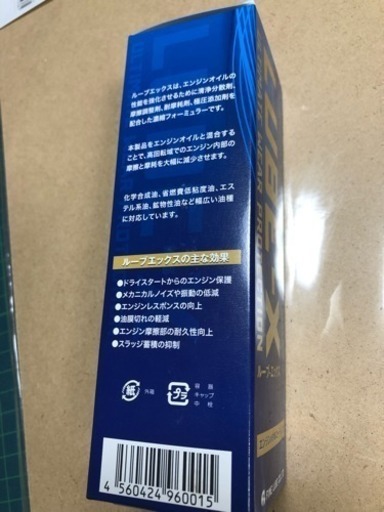 ループエックスは、エンジンオイルの
性能を強化させるために清浄分散剤、
摩擦調整剤、耐摩耗剤、極圧添加剤を
配合した濃縮フォーミュラーです。
本製品をエンジンオイルと混合する
ことで、高回転域でのエンジン内部の
摩擦と摩耗を大幅に減少させます。
化学合成油、省燃費低粘度油、エス
テル系油、鉱物性油など幅広い油種
に対応しています。
ループエックスの主な効果
●ドライスタートからのエンジン保護
●メカニカルノイズや振動の低減
●エンジンレスポンスの向上
●油膜切れの軽減
●エンジン摩擦部の耐久性向上
●スラッジ蓄積の抑制
紙
外箱
プラ
容器
キャップ
中栓
4 560424 960015
LUBE-X
ループ・エックス